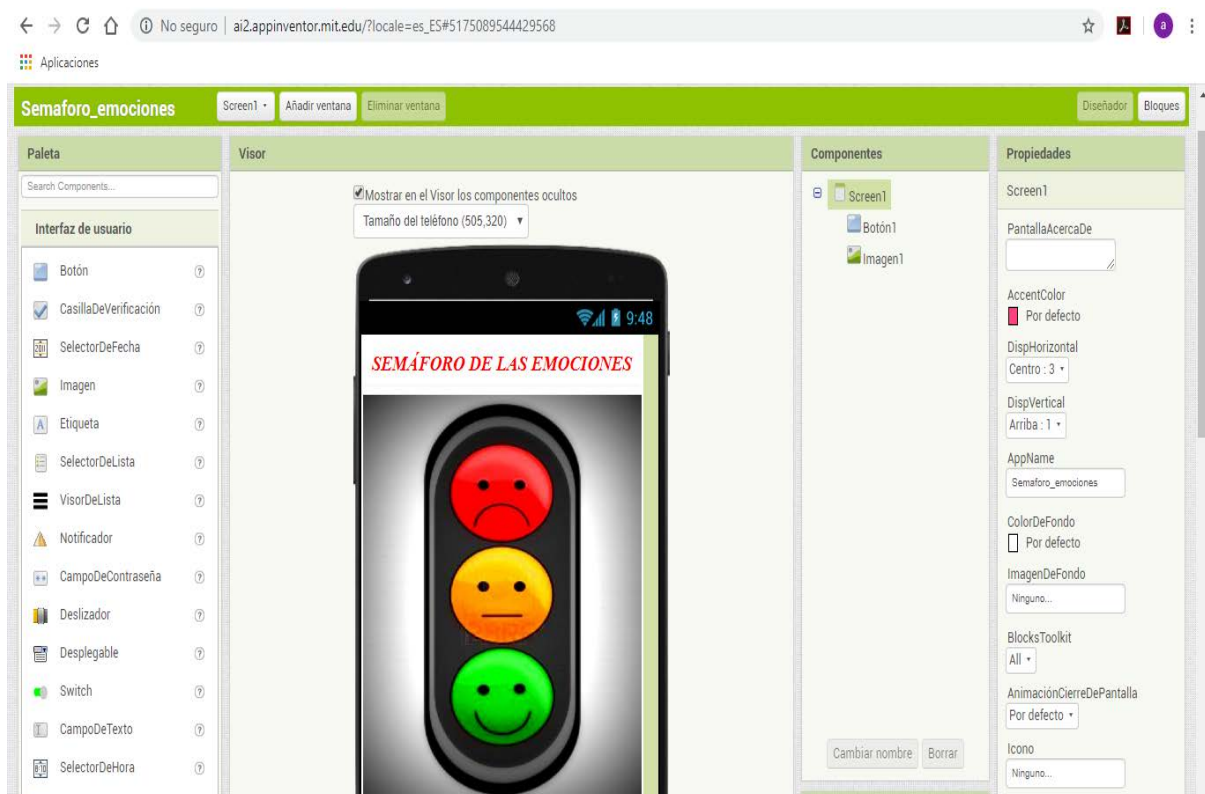 No seguro | ai2.appinventor.mit.edu/?locale=es_ES#5175089544429568
a
Aplicaciones
Semaforo_emociones
Screen1
Añadir ventana
Eliminar ventana
Diseñador
Bloques
Paleta
Search Components...
Interfaz de usuario
Botón
CasillaDeVerificación
SelectorDeFecha
Imagen
Etiqueta
SelectorDeLista
VisorDeLista
Notificador
CampoDeContraseña
Deslizador
Desplegable
Switch
CampoDeTexto
SelectorDeHora
Visor
Mostrar en el Visor los componentes ocultos
Tamaño del teléfono (505,320)
9:48
SEMÁFORO DE LAS EMOCIONES
Componentes
Screen1
Botón1
Imagen1
Cambiar nombre
Borrar
Propiedades
Screen1
PantallaAcercaDe
AccentColor
Por defecto
DispHorizontal
Centro : 3
DispVertical
Arriba : 1
AppName
Semaforo_emociones
ColorDeFondo
Por defecto
ImagenDeFondo
Ninguno...
BlocksToolkit
All
AnimaciónCierreDePantalla
Por defecto
Icono
Ninguno...